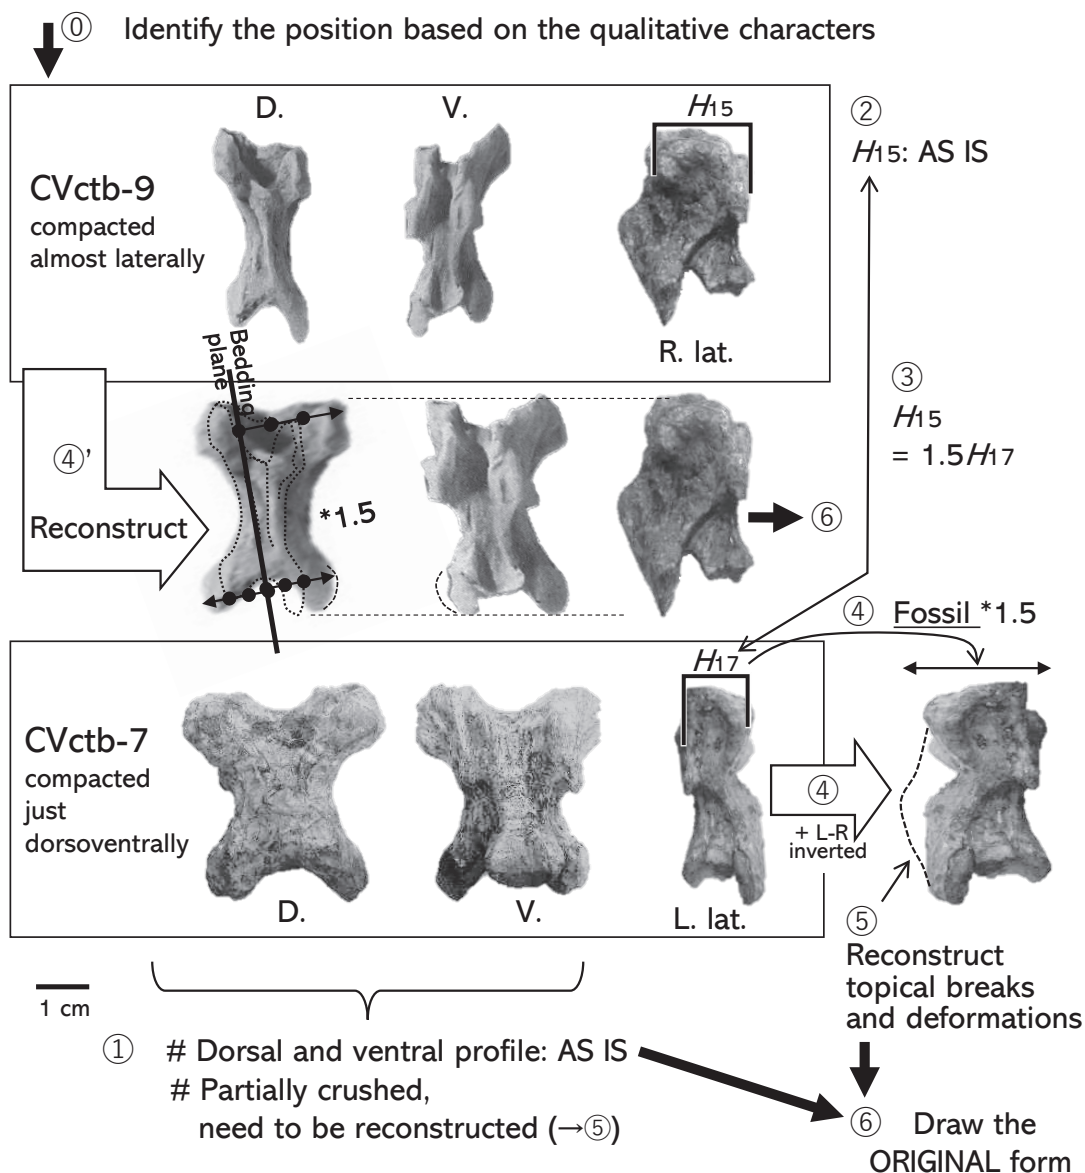 ⓪ Identify the position based on the qualitative characters
D.
V.
H15
CVctb-9
compacted
almost laterally
R. lat.
②
H15: AS IS
③
H15
= 1.5H17
Bedding
plane
④’
Reconstruct
*1.5
⑥
④ Fossil *1.5
H17
CVctb-7
compacted
just
dorsoventrally
D.
V.
L. lat.
④
+ L-R
inverted
⑤
Reconstruct
topical breaks
and deformations
1 cm
① # Dorsal and ventral profile: AS IS
# Partially crushed,
need to be reconstructed (→⑤)
⑥ Draw the
ORIGINAL form